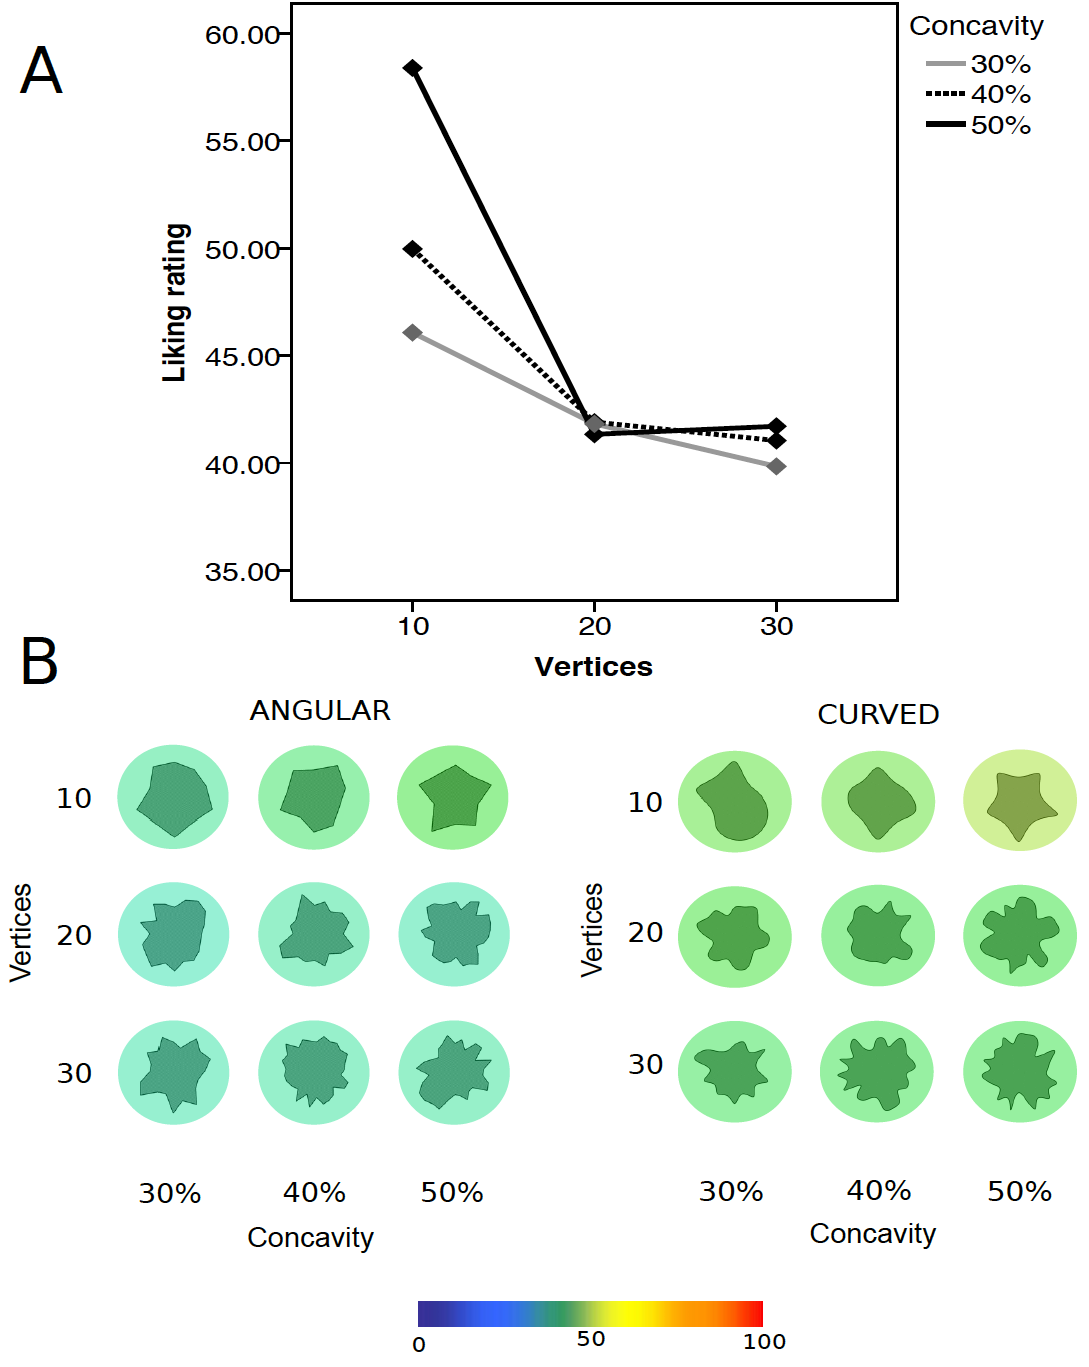 A
Concavity
30%
40%
50%
60.00
55.00
50.00
45.00
40.00
35.00
Liking rating
10 20 30
Vertices
B
ANGULAR
10
20
30
Vertices
30% 40% 50%
Concavity
CURVED
10
20
30
Vertices
30% 40% 50%
Concavity
0 50 100